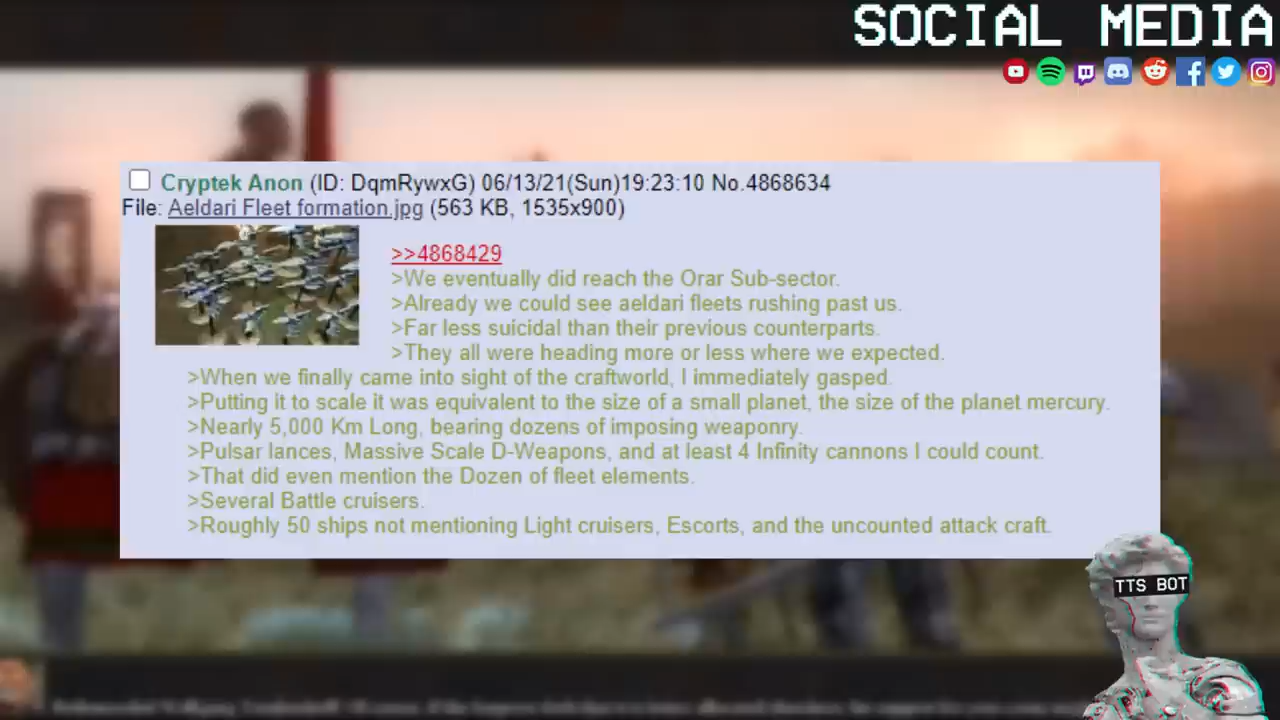 SOCIAL MEDIA
Cryptek Anon (ID: DqmRywxG) 06/13/21(Sun)19:23:10 No.4868634
File: Aeldari Fleet formation.jpg (563 KB, 1535x900)
>>4868429
>We eventually did reach the Orar Sub-sector.
>Already we could see aeldari fleets rushing past us.
>Far less suicidal than their previous counterparts.
>They all were heading more or less where we expected.
>When we finally came into sight of the craftworld, I immediately gasped.
>Putting it to scale it was equivalent to the size of a small planet, the size of the planet mercury.
>Nearly 5,000 Km Long, bearing dozens of imposing weaponry.
>Pulsar lances, Massive Scale D-Weapons, and at least 4 Infinity cannons I could count.
>That did even mention the Dozen of fleet elements.
>Several Battle cruisers.
>Roughly 50 ships not mentioning Light cruisers, Escorts, and the uncounted attack craft.
TTS BOT